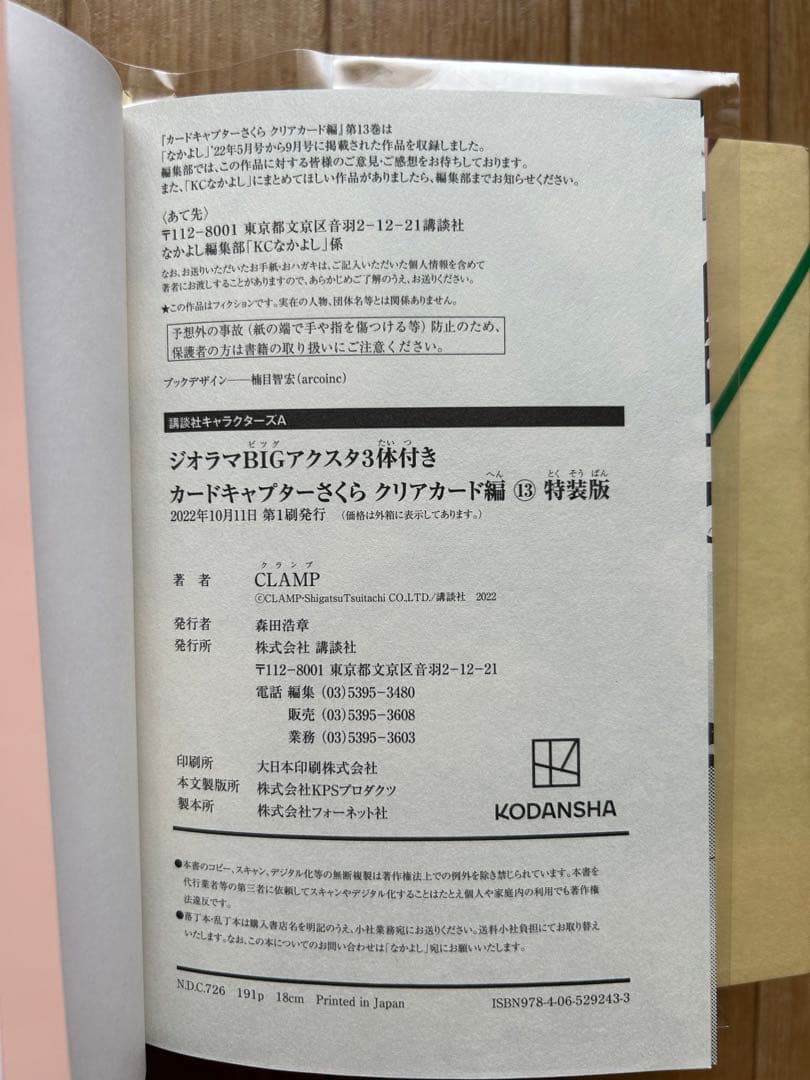 『カードキャプターさくら クリアカード編』第13巻は
「なかよし」'22年5月号から9月号に掲載された作品を収録しました。
編集部では、この作品に対する皆様のご意見・ご感想をお待ちしております。
また、「KCなかよし」にまとめてほしい作品がありましたら、編集部までお知らせください。
〈あて先〉
〒112-8001 東京都文京区音羽2-12-21講談社
なかよし編集部「KCなかよし」係
なお、お送りいただいたお手紙・おハガキは、ご記入いただいた個人情報を含めて
著者にお渡しすることがありますので、あらかじめご了解のうえ、お送りください。
★この作品はフィクションです。実在の人物、団体名等とは関係ありません。
予想外の事故(紙の端で手や指を傷つける等)防止のため、
保護者の方は書籍の取り扱いにご注意ください。
ブックデザイン――楠目智宏(arcoinc)
講談社キャラクターズA
ビッグ たいつ
ジオラマBIGアクスタ3体付き
へん とくそうばん
カードキャプターさくら クリアカード編 ⑬ 特装版
2022年10月11日 第1刷発行 (価格は外箱に表示してあります。)
クランプ
著 者 CLAMP
©CLAMP・ShigatsuTsuitachi CO.,LTD./講談社 2022
発行者 森田浩章
発行所 株式会社 講談社
〒112-8001 東京都文京区音羽2-12-21
電話 編集 (03)5395-3480
販売 (03)5395-3608
業務 (03)5395-3603
印刷所 大日本印刷株式会社
本文製版所 株式会社KPSプロダクツ
製本所 株式会社フォーネット社
KODANSHA
●本書のコピー、スキャン、デジタル化等の無断複製は著作権法上での例外を除き禁じられています。本書を
代行業者等の第三者に依頼してスキャンやデジタル化することはたとえ個人や家庭内の利用でも著作権
法違反です。
●落丁本・乱丁本は購入書店名を明記のうえ、小社業務宛にお送りください。送料小社負担にてお取り替え
いたします。なお、この本についてのお問い合わせは「なかよし」宛にお願いいたします。
N.D.C.726 191p 18cm Printed in Japan ISBN978-4-06-529243-3